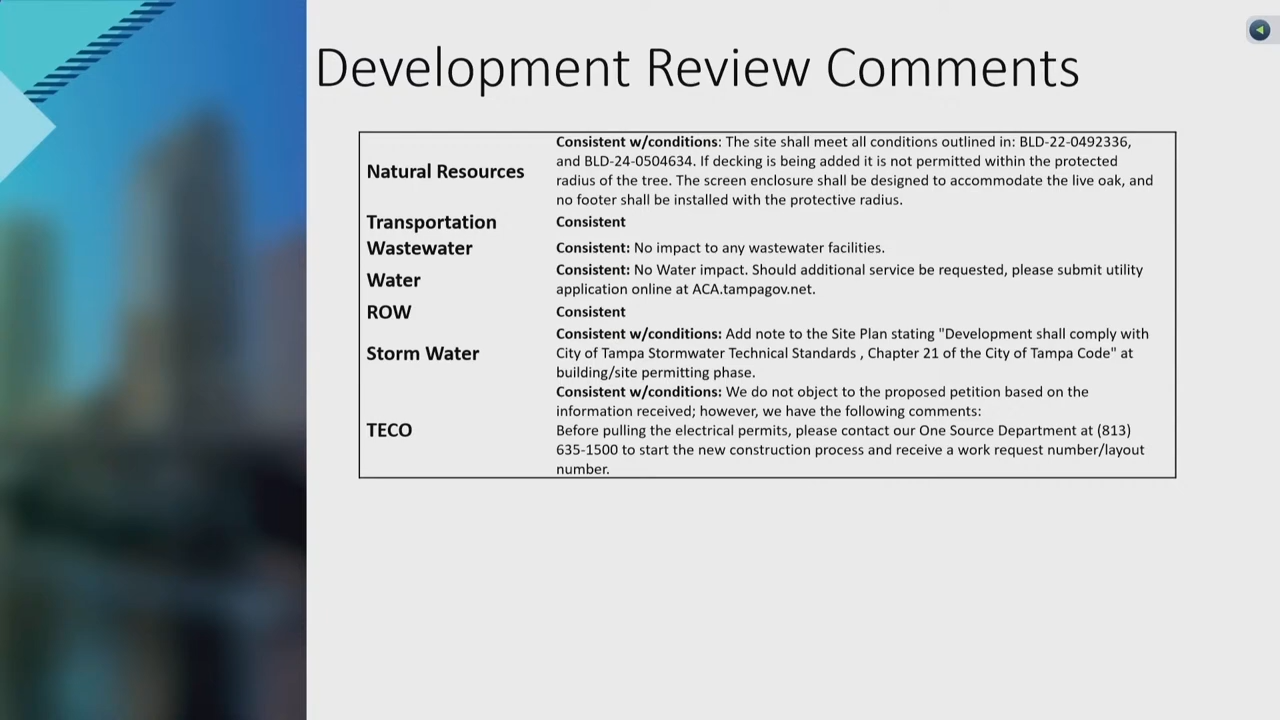 Development Review Comments
Natural Resources
Consistent w/conditions: The site shall meet all conditions outlined in: BLD-22-0492336,
and BLD-24-0504634. If decking is being added it is not permitted within the protected
radius of the tree. The screen enclosure shall be designed to accommodate the live oak, and
no footer shall be installed with the protective radius.
Transportation
Consistent
Wastewater
Consistent: No impact to any wastewater facilities.
Water
Consistent: No Water impact. Should additional service be requested, please submit utility
application online at ACA.tampagov.net.
ROW
Consistent
Storm Water
Consistent w/conditions: Add note to the Site Plan stating "Development shall comply with
City of Tampa Stormwater Technical Standards , Chapter 21 of the City of Tampa Code" at
building/site permitting phase.
TECO
Consistent w/conditions: We do not object to the proposed petition based on the
information received; however, we have the following comments:
Before pulling the electrical permits, please contact our One Source Department at (813)
635-1500 to start the new construction process and receive a work request number/layout
number.